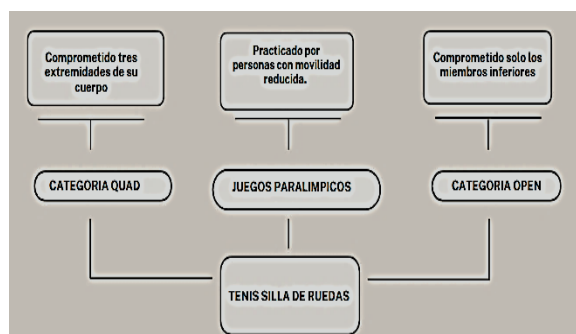 Comprometido tres
extremidades de su
cuerpo
Practicado por
personas con movilidad
reducida.
Comprometido solo los
miembros inferiores
CATEGORIA QUAD
JUEGOS PARALIMPICOS
CATEGORIA OPEN
TENIS SILLA DE RUEDAS